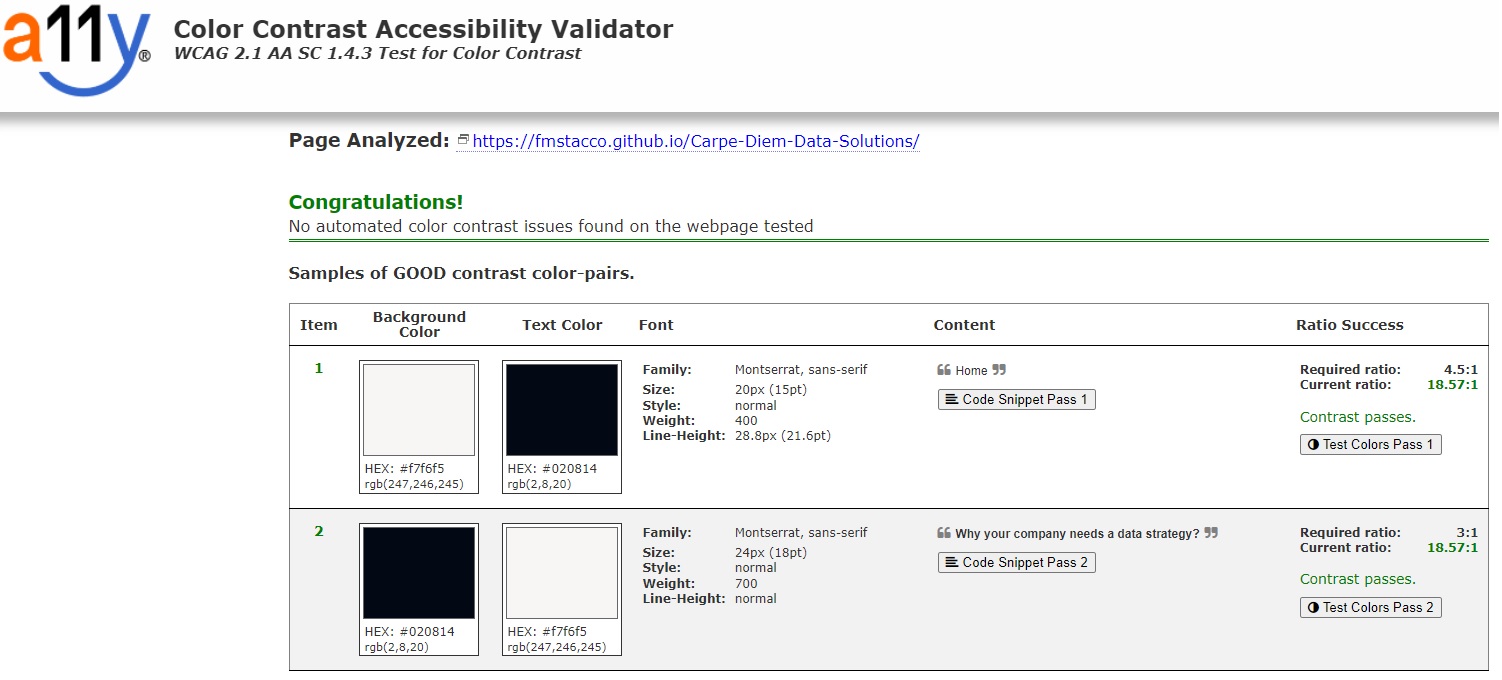 a11y®
Color Contrast Accessibility Validator
WCAG 2.1 AA SC 1.4.3 Test for Color Contrast
Page Analyzed: https://fmstacco.github.io/Carpe-Diem-Data-Solutions/
Congratulations!
No automated color contrast issues found on the webpage tested
Samples of GOOD contrast color-pairs.
Item Background Color Text Color Font Content Ratio Success
1
HEX: #f7f6f5
rgb(247,246,245)
HEX: #020814
rgb(2,8,20)
Family: Montserrat, sans-serif
Size: 20px (15pt)
Style: normal
Weight: 400
Line-Height: 28.8px (21.6pt)
❝ Home ❞
Code Snippet Pass 1
Required ratio: 4.5:1
Current ratio: 18.57:1
Contrast passes.
Test Colors Pass 1
2
HEX: #020814
rgb(2,8,20)
HEX: #f7f6f5
rgb(247,246,245)
Family: Montserrat, sans-serif
Size: 24px (18pt)
Style: normal
Weight: 700
Line-Height: normal
❝ Why your company needs a data strategy? ❞
Code Snippet Pass 2
Required ratio: 3:1
Current ratio: 18.57:1
Contrast passes.
Test Colors Pass 2